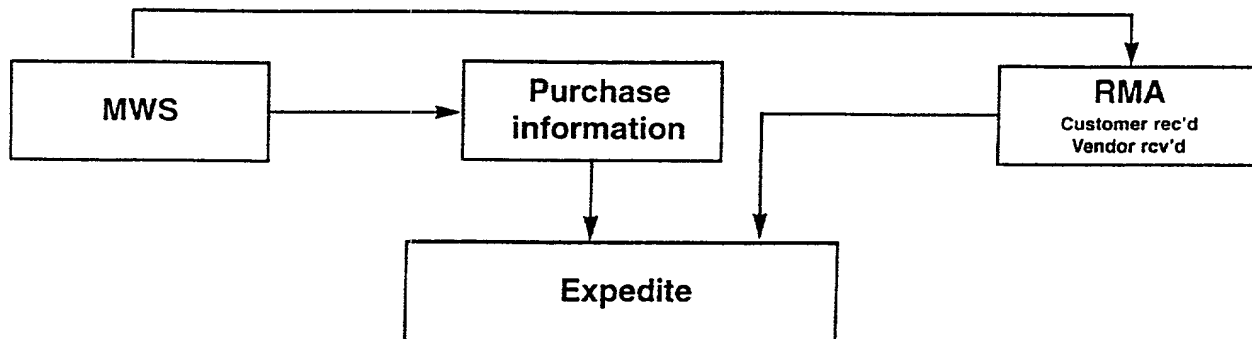 MWS
Purchase
information
RMA
Customer rec'd
Vendor rcv'd
Expedite